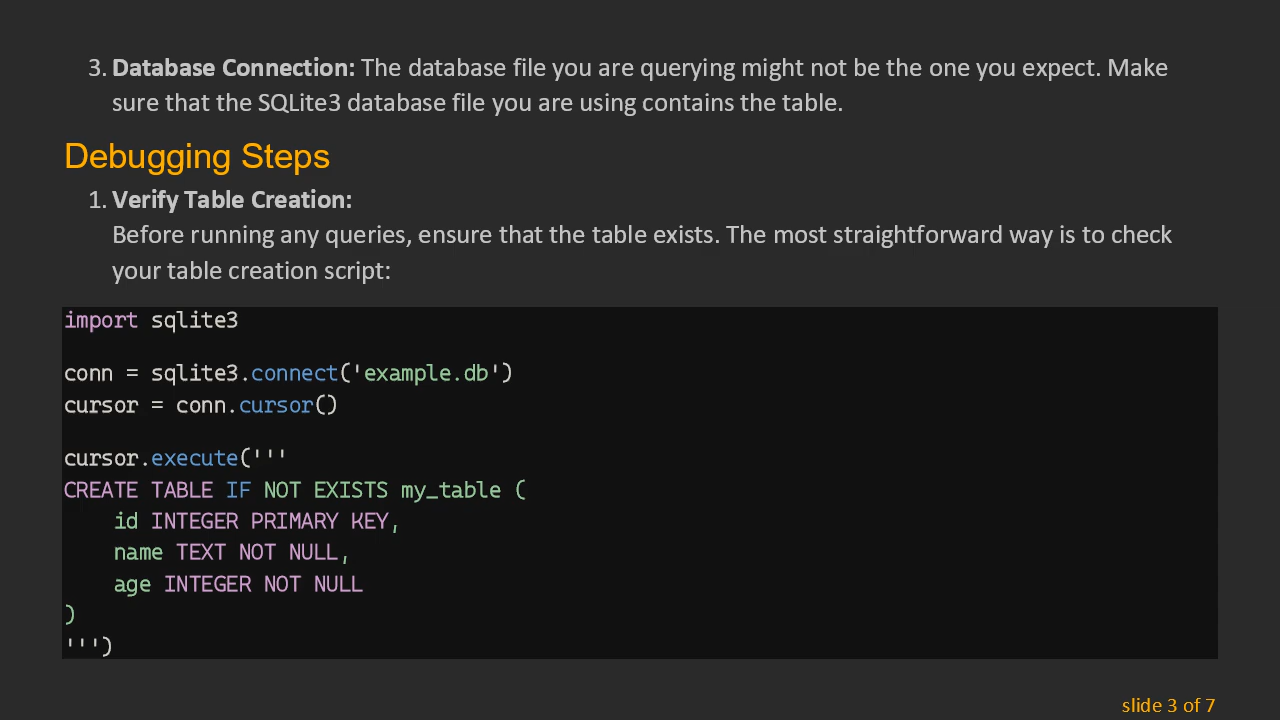 3. Database Connection: The database file you are querying might not be the one you expect. Make
sure that the SQLite3 database file you are using contains the table.
Debugging Steps
1. Verify Table Creation:
Before running any queries, ensure that the table exists. The most straightforward way is to check
your table creation script:
import sqlite3
conn = sqlite3.connect('example.db')
cursor = conn.cursor()
cursor.execute('''
CREATE TABLE IF NOT EXISTS my_table (
    id INTEGER PRIMARY KEY,
    name TEXT NOT NULL,
    age INTEGER NOT NULL
)
''')
slide 3 of 7